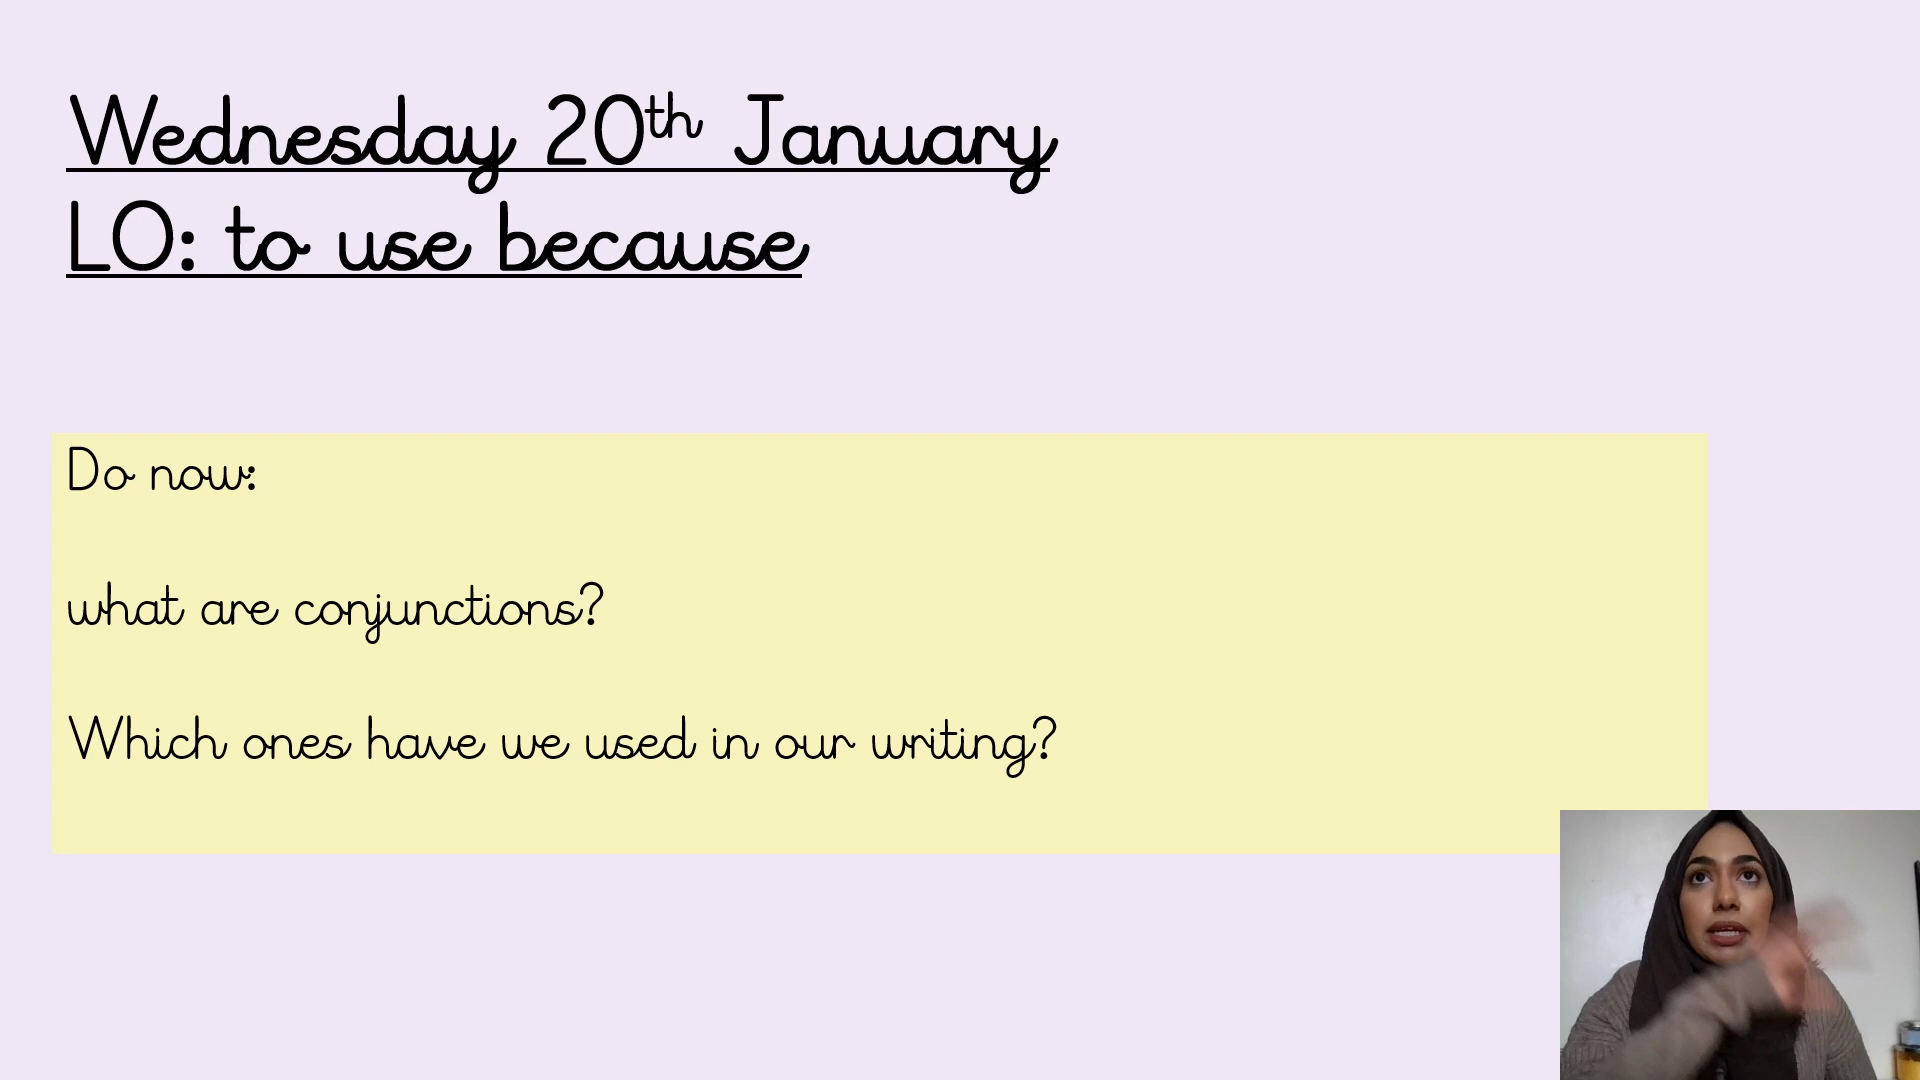 Wednesday 20th January
LO: to use because
Do now:
what are conjunctions?
Which ones have we used in our writing?